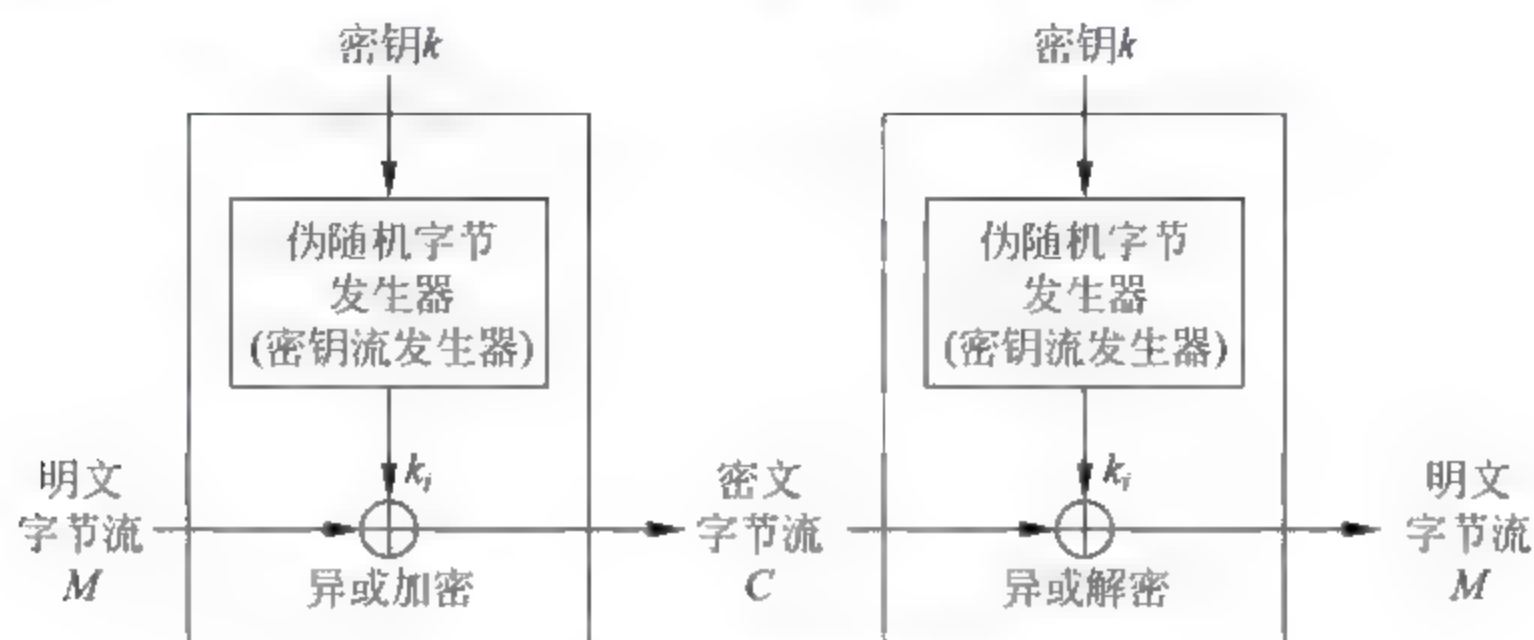 密钥k
伪随机字节
发生器
(密钥流发生器)
k_i
明文
字节流
M
异或加密
密文
字节流
C
密钥k
伪随机字节
发生器
(密钥流发生器)
k_i
异或解密
明文
字节流
M